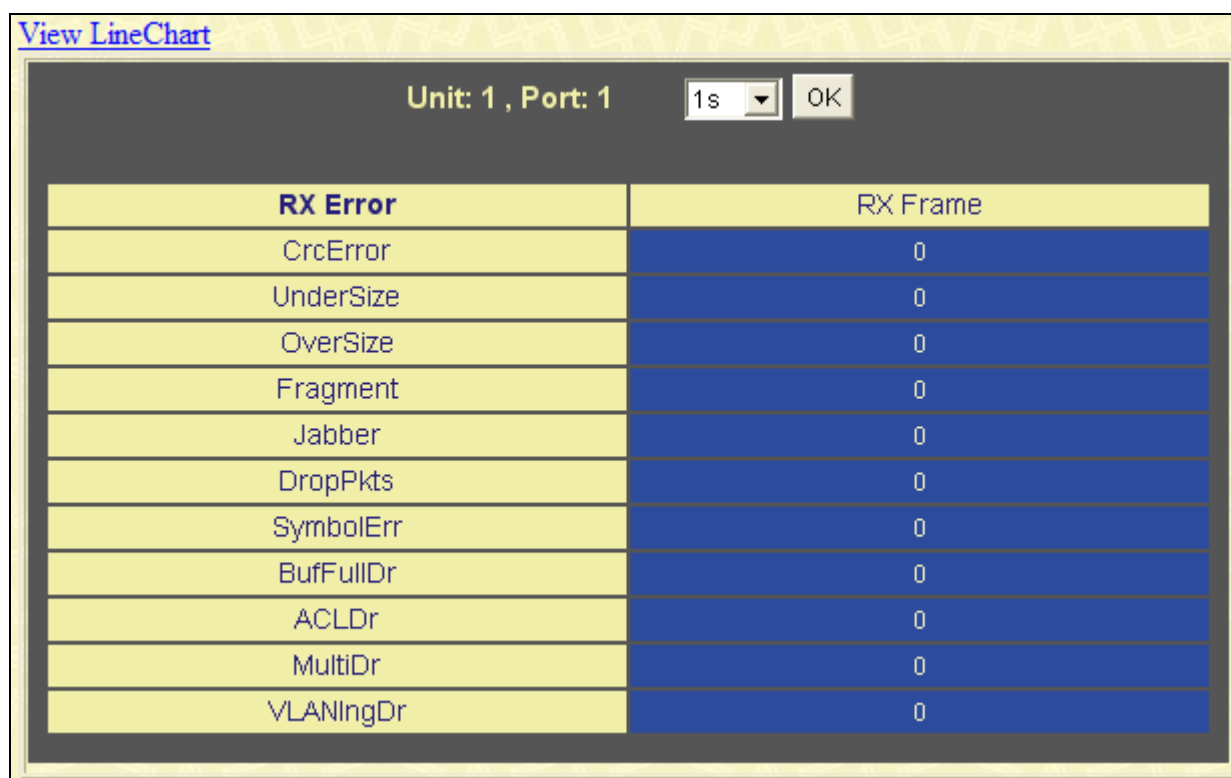 View LineChart
Unit: 1 , Port: 1 1s OK
RX Error RX Frame
CrcError 0
UnderSize 0
OverSize 0
Fragment 0
Jabber 0
DropPkts 0
SymbolErr 0
BufFullDr 0
ACLDr 0
MultiDr 0
VLANIngDr 0